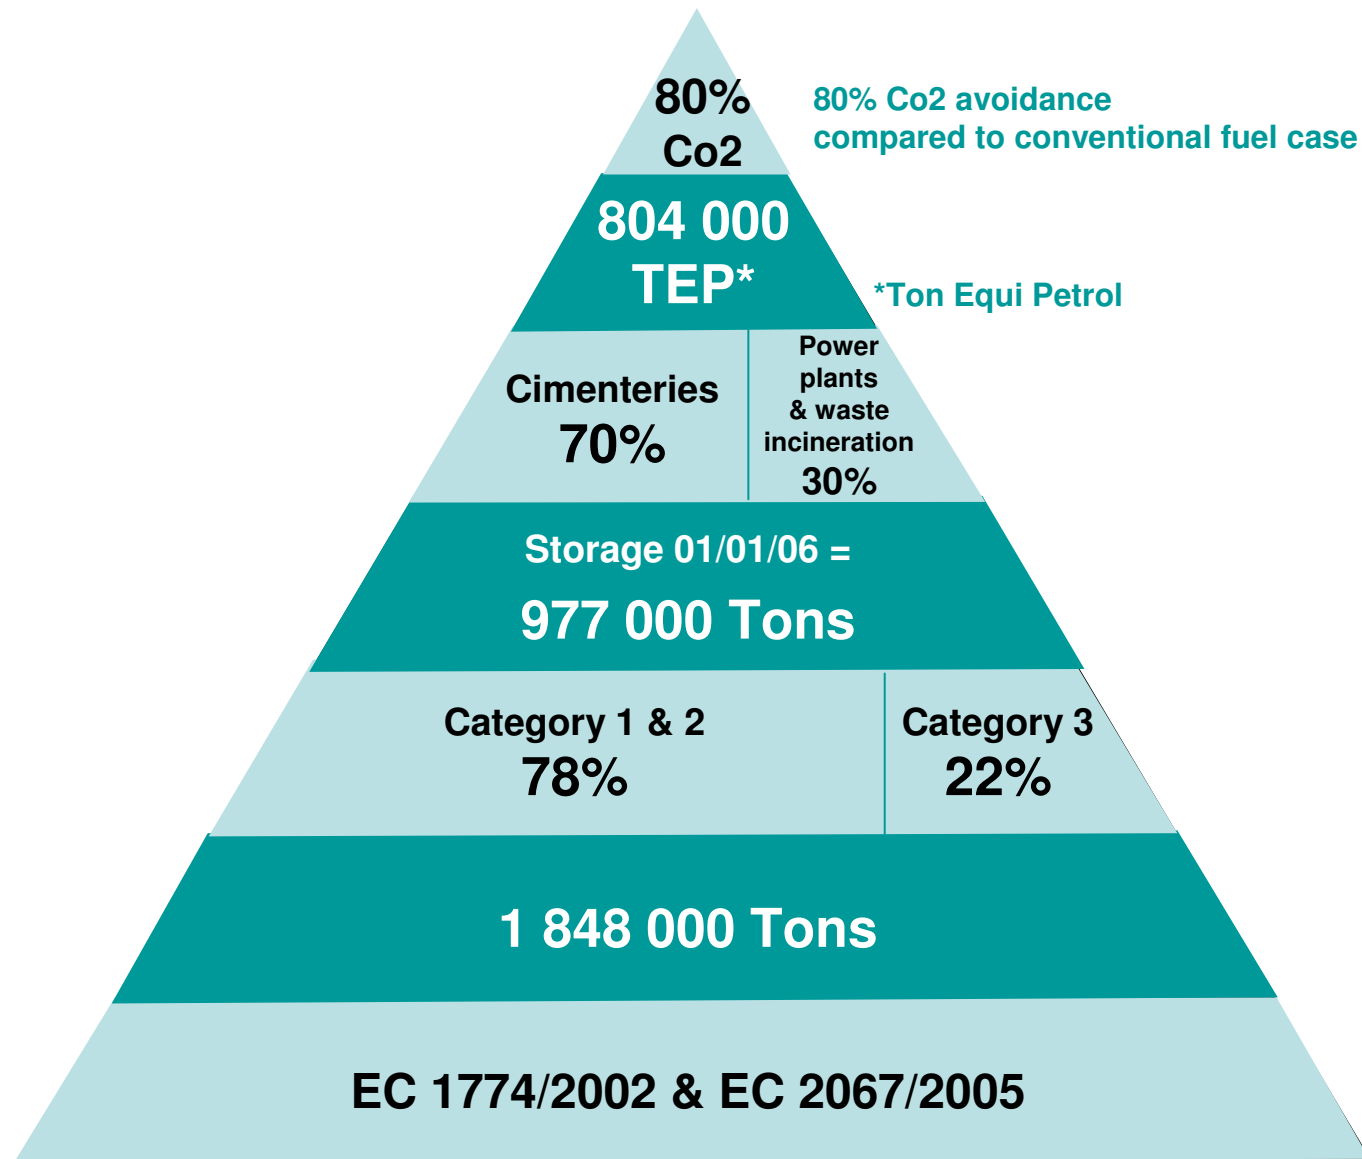 80%
Co2
80% Co2 avoidance
compared to conventional fuel case
804 000
TEP*
*Ton Equi Petrol
Cimenteries
70%
Power
plants
& waste
incineration
30%
Storage 01/01/06 =
977 000 Tons
Category 1 & 2
78%
Category 3
22%
1 848 000 Tons
EC 1774/2002 & EC 2067/2005